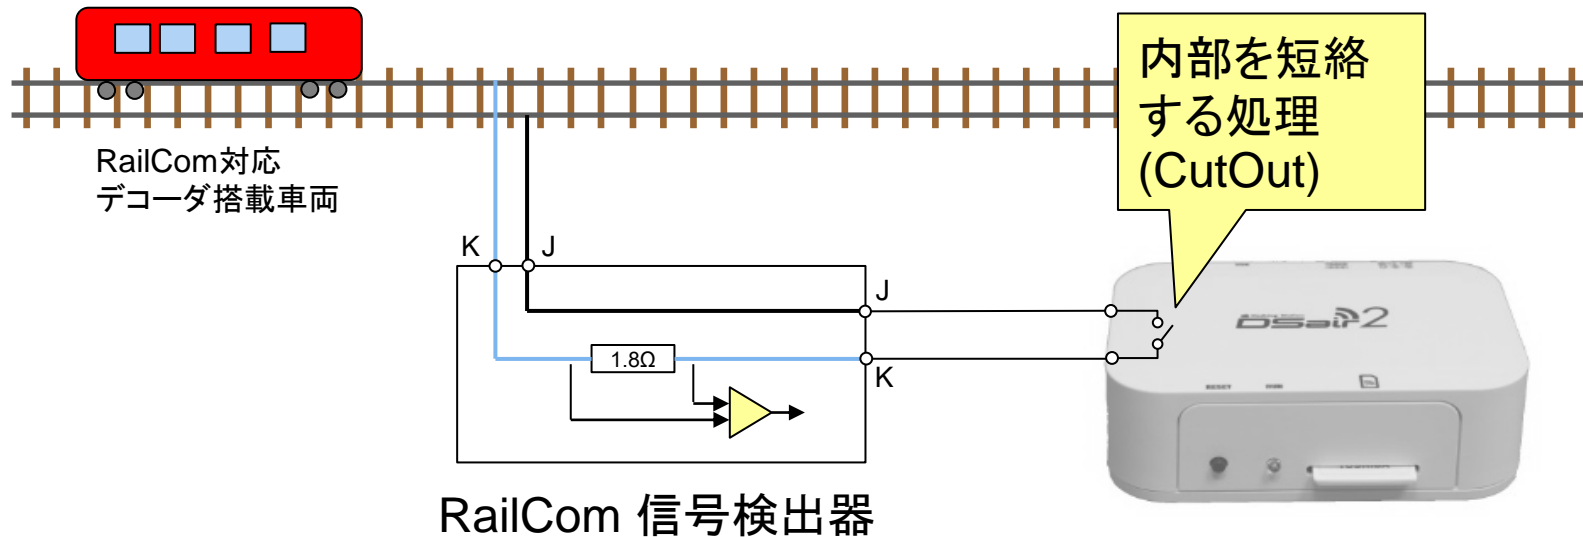 内部を短絡
する処理
(CutOut)
RailCom対応
デコーダ搭載車両
K
J
J
1.8Ω
K
DSair2
RESET
RailCom 信号検出器